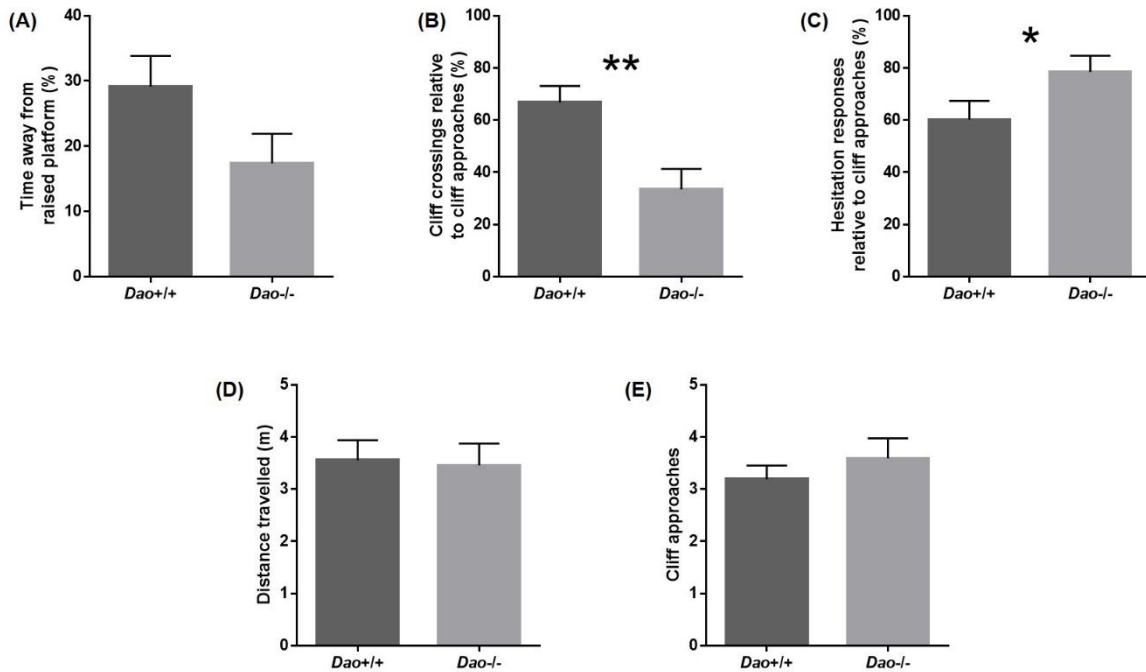 (A)
Time away from
raised platform (%)
40
30
20
10
0
Dao+/+
Dao-/-
(B)
Cliff crossings relative
to cliff approaches (%)
100
80
60
40
20
0
**
Dao+/+
Dao-/-
(C)
Hesitation responses
relative to cliff approaches (%)
100
80
60
40
20
0
*
Dao+/+
Dao-/-
(D)
Distance travelled (m)
5
4
3
2
1
0
Dao+/+
Dao-/-
(E)
Cliff approaches
5
4
3
2
1
0
Dao+/+
Dao-/-